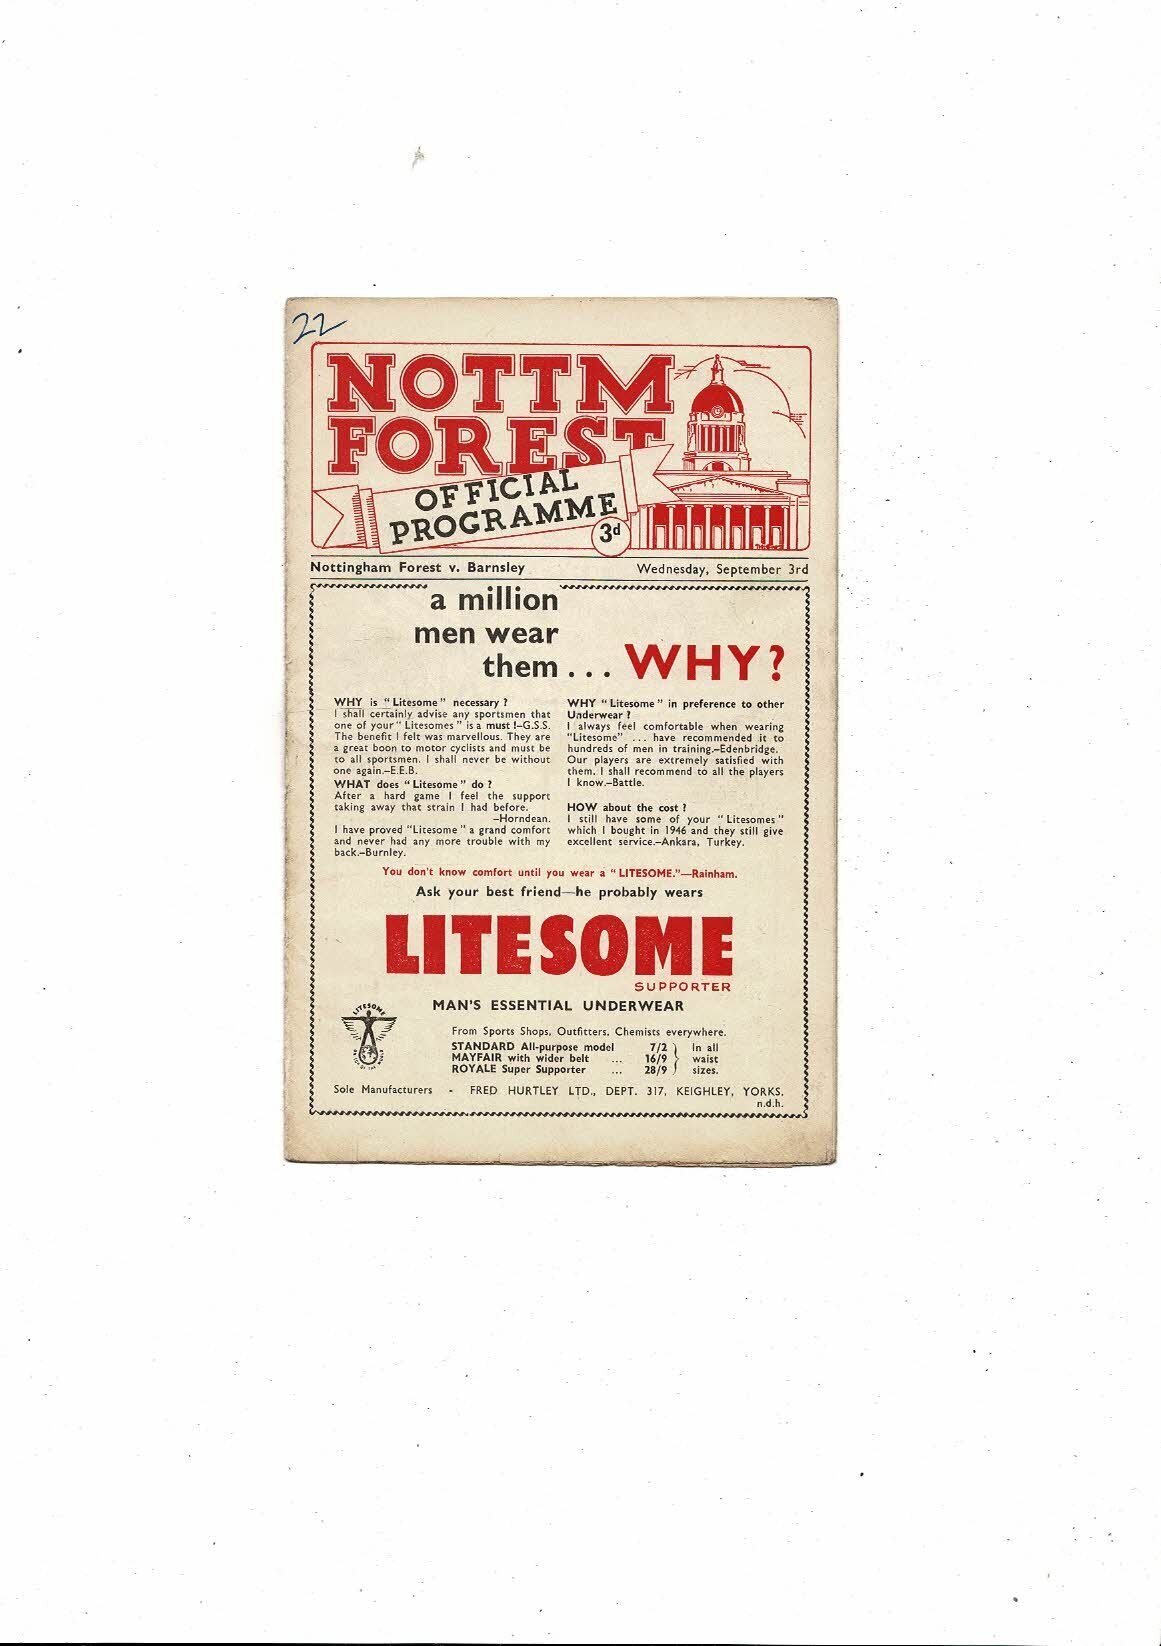 22
NOTTM
FOREST
OFFICIAL
PROGRAMME
3d
Nottingham Forest v. Barnsley
Wednesday, September 3rd
a million
men wear
them . . . WHY?
WHY is "Litesome" necessary ?
I shall certainly advise any sportsmen that
one of your "Litesomes" is a must !—G.S.S.
The benefit I felt was marvellous. They are
a great boon to motor cyclists and must be
to all sportsmen. I shall never be without
one again.—E.E.B.
WHAT does "Litesome" do ?
After a hard game I feel the support
taking away that strain I had before.
—Horndean.
I have proved "Litesome" a grand comfort
and never had any more trouble with my
back.—Burnley.
WHY "Litesome" in preference to other
Underwear ?
I always feel comfortable when wearing
"Litesome" ... have recommended it to
hundreds of men in training.—Edenbridge.
Our players are extremely satisfied with
them. I shall recommend to all the players
I know.—Battle.
HOW about the cost ?
I still have some of your "Litesomes"
which I bought in 1946 and they still give
excellent service.—Ankara, Turkey.
You don't know comfort until you wear a "LITESOME."—Rainham.
Ask your best friend—he probably wears
LITESOME
SUPPORTER
MAN'S ESSENTIAL UNDERWEAR
LITESOME
From Sports Shops, Outfitters, Chemists everywhere.
STANDARD All-purpose model 7/2
MAYFAIR with wider belt ... 16/9
ROYALE Super Supporter ... 28/9
In all
waist
sizes.
Sole Manufacturers - FRED HURTLEY LTD., DEPT. 317, KEIGHLEY, YORKS.
n.d.h.